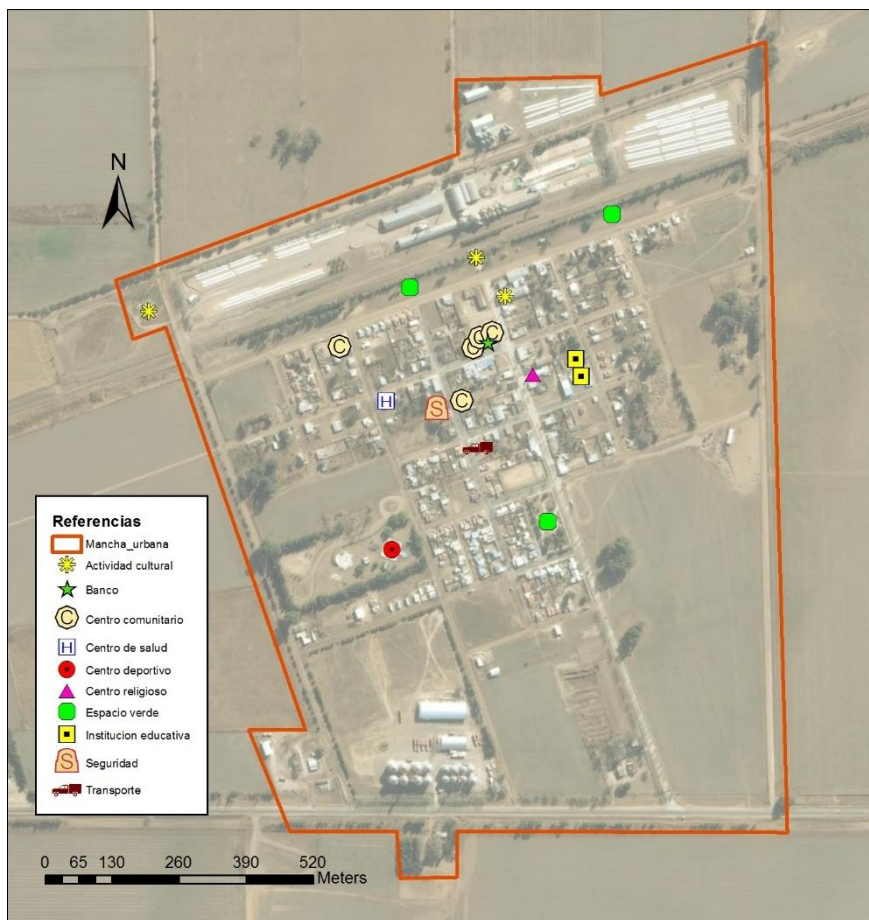 N
C
C
C
C
H
S
C
Referencias
Mancha_urbana
Actividad cultural
Banco
C
Centro comunitario
H
Centro de salud
Centro deportivo
Centro religioso
Espacio verde
Institucion educativa
S
Seguridad
Transporte
0 65 130 260 390 520
Meters